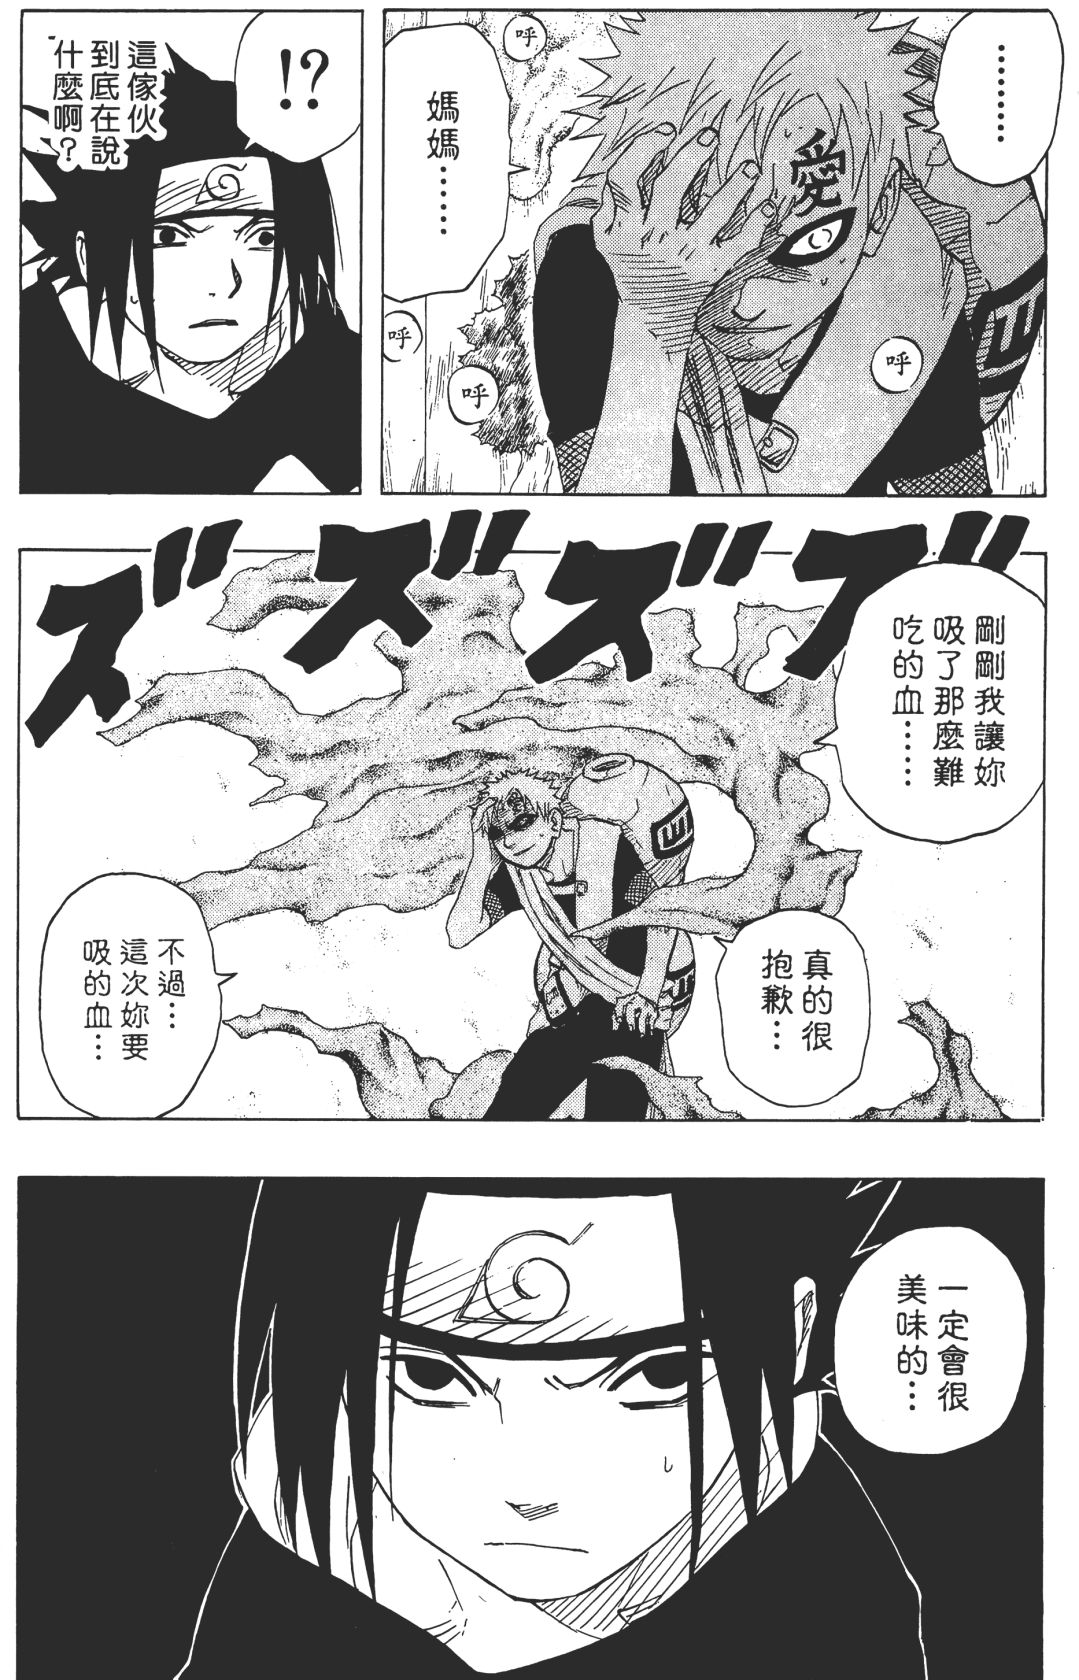 ………
愛
呼
呼
呼
呼
媽
媽
……
!?
這傢伙
到底在說
什麼啊？
ズズズズ
剛剛我讓妳
吸了那麼難
吃的血……
愛
真的很
抱歉…
不過…
這次妳要
吸的血…
一定會很
美味的…